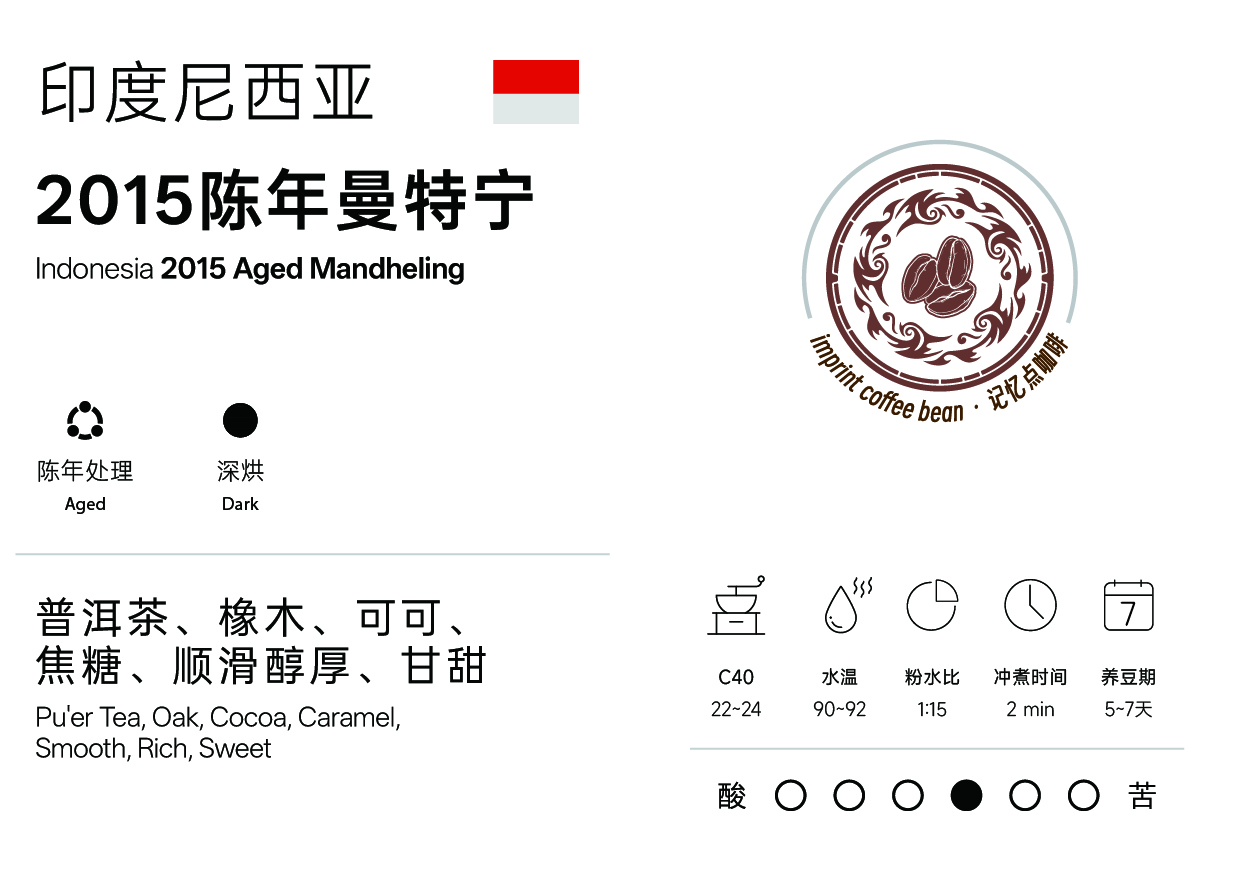 印度尼西亚
2015陈年曼特宁
Indonesia 2015 Aged Mandheling
陈年处理
Aged
深烘
Dark
普洱茶、橡木、可可、
焦糖、顺滑醇厚、甘甜
Pu'er Tea, Oak, Cocoa, Caramel,
Smooth, Rich, Sweet
imprint coffee bean · 记忆点咖啡
7
C40
22~24
水温
90~92
粉水比
1:15
冲煮时间
2 min
养豆期
5~7天
酸
苦